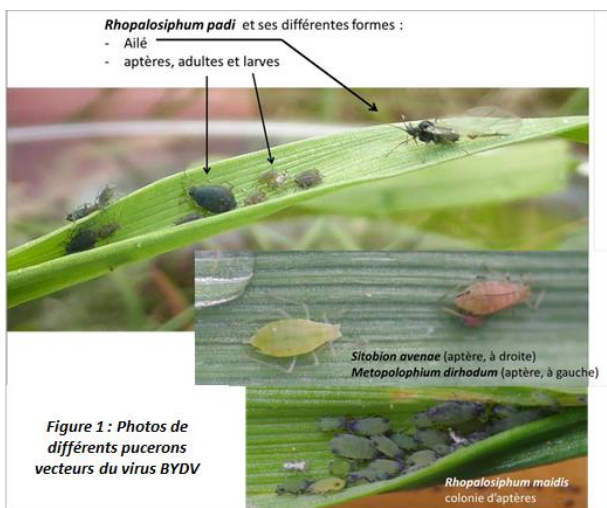 Rhopalosiphum padi et ses différentes formes :
- Ailé
- aptères, adultes et larves
Sitobion avenae (aptère, à droite)
Metopolophium dirhodum (aptère, à gauche)
Figure 1 : Photos de
différents pucerons
vecteurs du virus BYDV
Rhopalosiphum maidis
colonie d'aptères